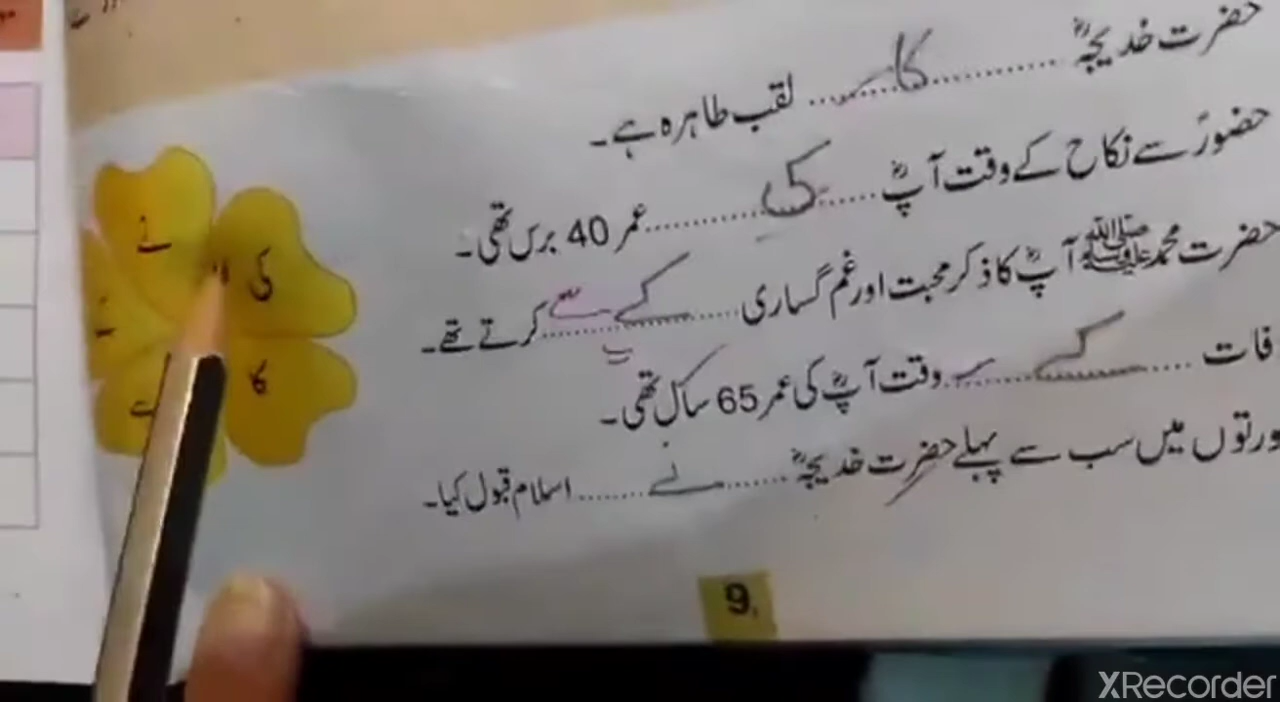 حضرت خدیجہؓ ........ کا ........ لقب طاہرہ ہے۔
حضورؐ سے نکاح کے وقت آپؓ ........ کی ........ عمر 40 برس تھی۔
حضرت محمد ﷺ آپؓ کا ذکر محبت اور غم گساری ........ کے سے ........ کرتے تھے۔
فات ........ کے ........ وقت آپؓ کی عمر 65 سال تھی۔
ورتوں میں سب سے پہلے حضرت خدیجہؓ ........ نے ........ اسلام قبول کیا۔
نے
کی
کا
9
XRecorder